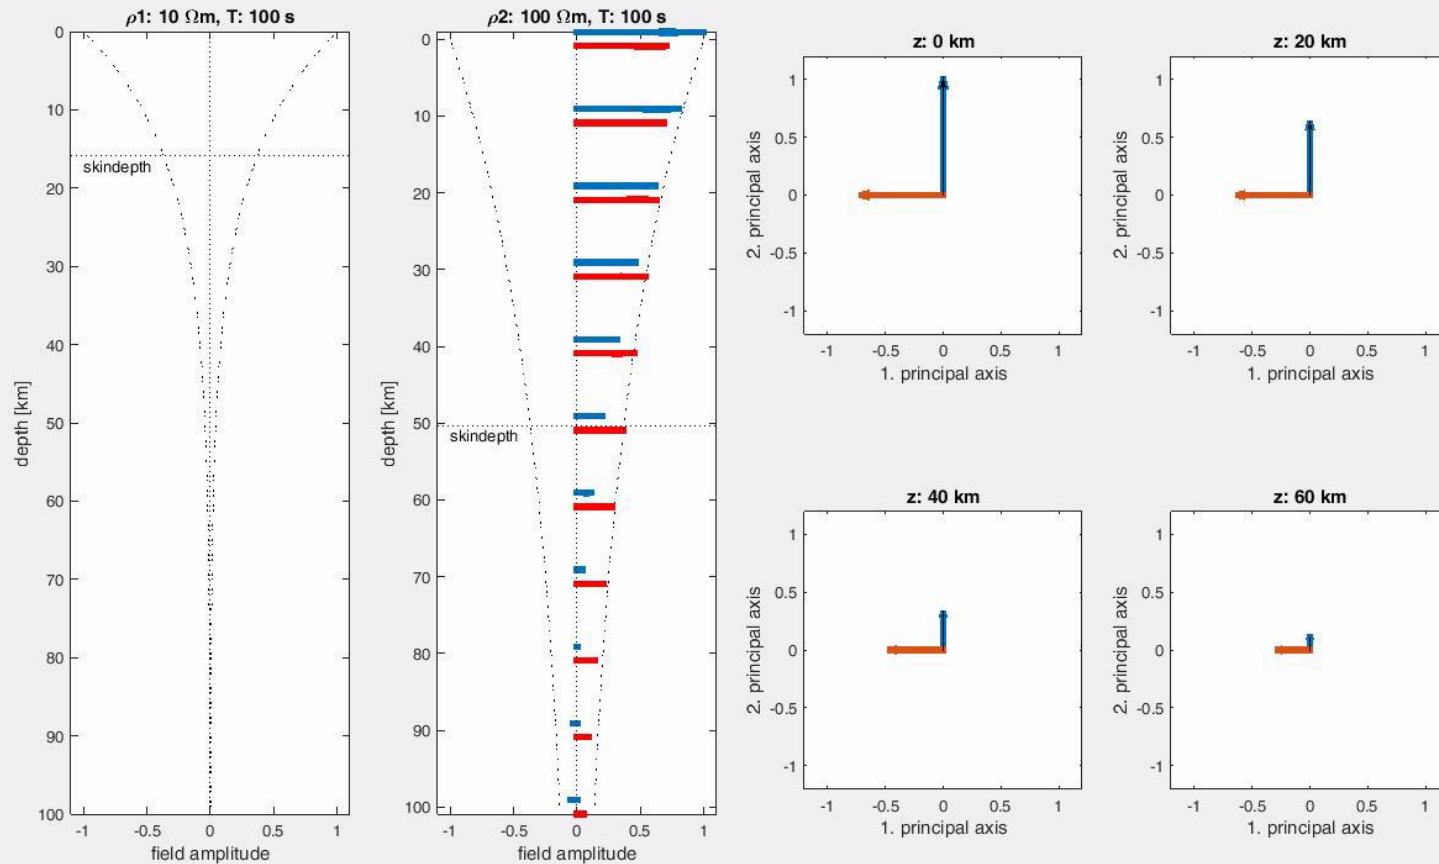 ρ1: 10 Ωm, T: 100 s
0
10
20
30
40
50
60
70
80
90
100
depth [km]
skindepth
-1 -0.5 0 0.5 1
field amplitude
ρ2: 100 Ωm, T: 100 s
0
10
20
30
40
50
60
70
80
90
100
depth [km]
skindepth
-1 -0.5 0 0.5 1
field amplitude
z: 0 km
1
0.5
0
-0.5
-1
2. principal axis
-1 -0.5 0 0.5 1
1. principal axis
z: 20 km
1
0.5
0
-0.5
-1
2. principal axis
-1 -0.5 0 0.5 1
1. principal axis
z: 40 km
1
0.5
0
-0.5
-1
2. principal axis
-1 -0.5 0 0.5 1
1. principal axis
z: 60 km
1
0.5
0
-0.5
-1
2. principal axis
-1 -0.5 0 0.5 1
1. principal axis